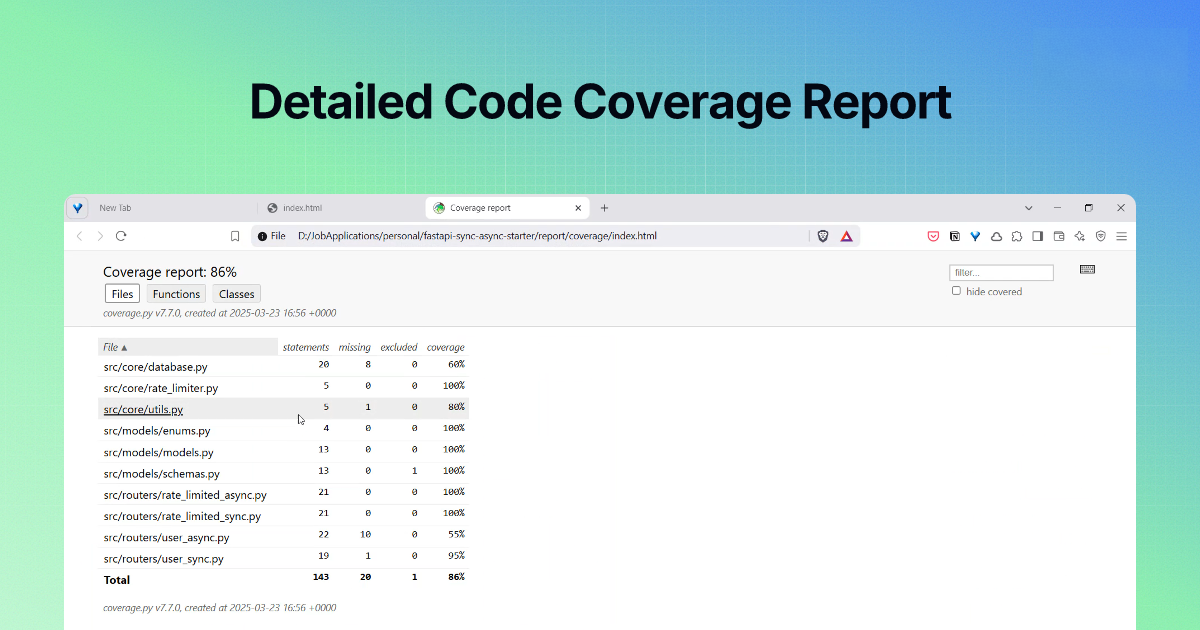 Detailed Code Coverage Report
New Tab index.html Coverage report
File D:/JobApplications/personal/fastapi-sync-async-starter/report/coverage/index.html
Coverage report: 86% filter...
Files Functions Classes hide covered
coverage.py v7.7.0, created at 2025-03-23 16:56 +0000
File ▲ statements missing excluded coverage
src/core/database.py 20 8 0 60%
src/core/rate_limiter.py 5 0 0 100%
src/core/utils.py 5 1 0 80%
src/models/enums.py 4 0 0 100%
src/models/models.py 13 0 0 100%
src/models/schemas.py 13 0 1 100%
src/routers/rate_limited_async.py 21 0 0 100%
src/routers/rate_limited_sync.py 21 0 0 100%
src/routers/user_async.py 22 10 0 55%
src/routers/user_sync.py 19 1 0 95%
Total 143 20 1 86%
coverage.py v7.7.0, created at 2025-03-23 16:56 +0000